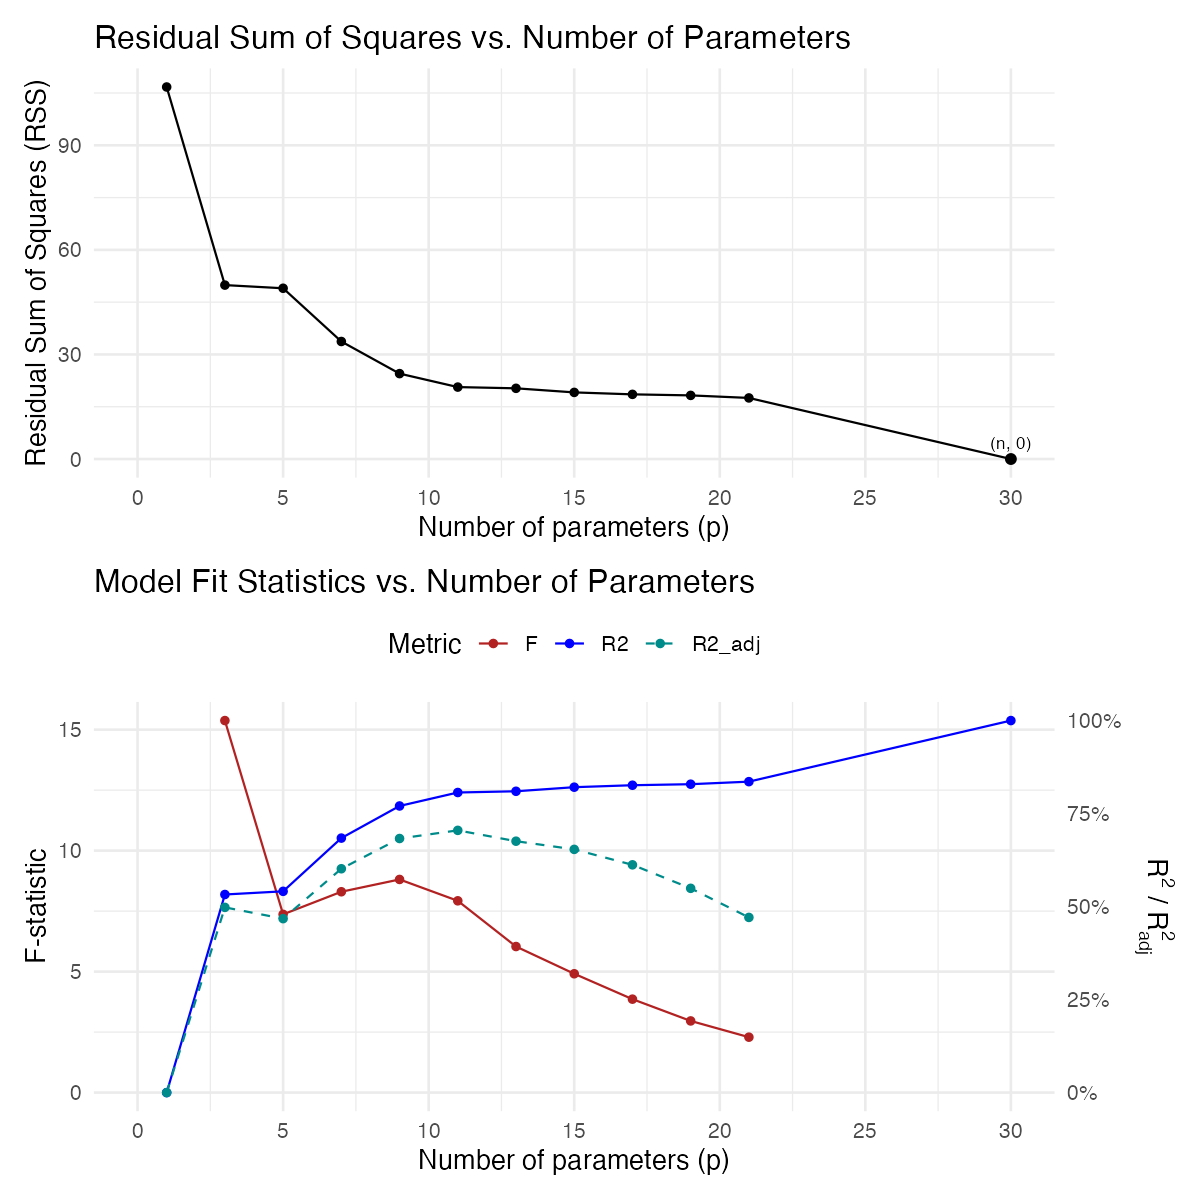 Residual Sum of Squares vs. Number of Parameters
Residual Sum of Squares (RSS)
90
60
30
0
(n, 0)
0 5 10 15 20 25 30
Number of parameters (p)
Model Fit Statistics vs. Number of Parameters
Metric F R2 R2_adj
F-statistic
15
10
5
0
100%
75%
50%
25%
0%
R² / R²adj
0 5 10 15 20 25 30
Number of parameters (p)